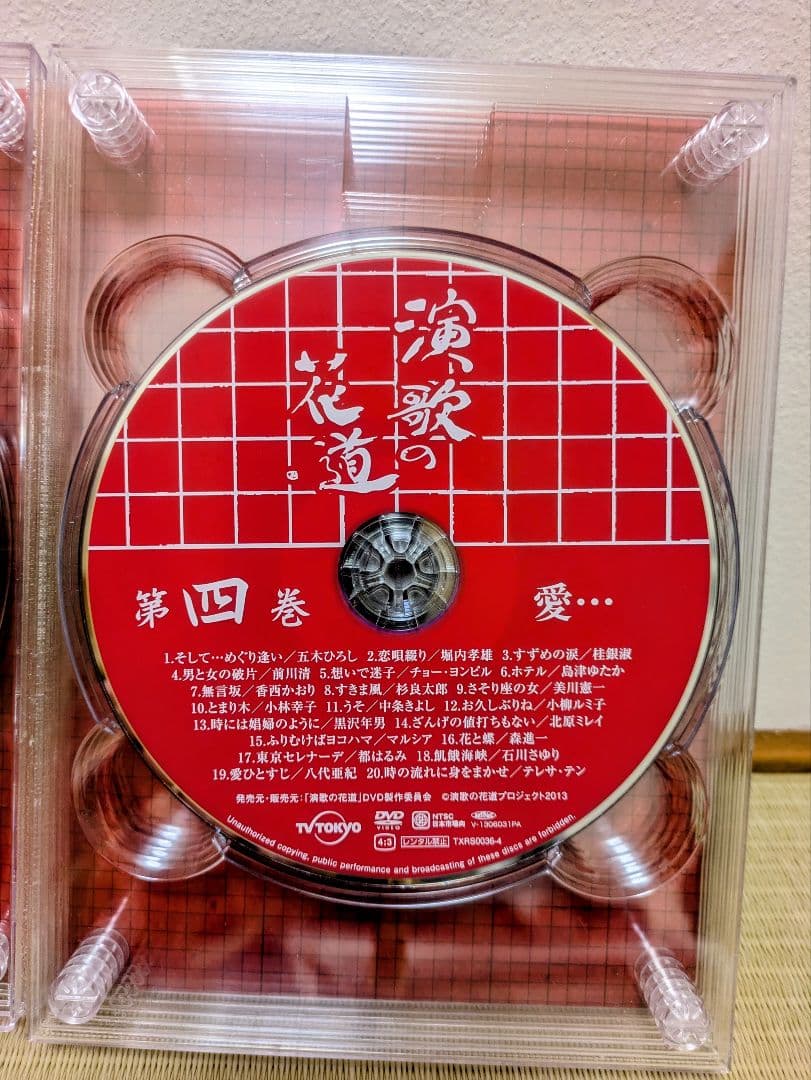 演歌の
花道
第四巻 愛…
1.そして…めぐり逢い／五木ひろし 2.恋唄綴り／堀内孝雄 3.すずめの涙／桂銀淑
4.男と女の破片／前川清 5.想いで迷子／チョー・ヨンピル 6.ホテル／島津ゆたか
7.無言坂／香西かおり 8.すきま風／杉良太郎 9.さそり座の女／美川憲一
10.とまり木／小林幸子 11.うそ／中条きよし 12.お久しぶりね／小柳ルミ子
13.時には娼婦のように／黒沢年男 14.ざんげの値打ちもない／北原ミレイ
15.ふりむけばヨコハマ／マルシア 16.花と蝶／森進一
17.東京セレナーデ／都はるみ 18.飢餓海峡／石川さゆり
19.愛ひとすじ／八代亜紀 20.時の流れに身をまかせ／テレサ・テン
発売元・販売元：「演歌の花道」DVD製作委員会 ©演歌の花道プロジェクト2013
TV TOKYO DVD VIDEO NTSC 日本市場向 V-1306031PA
4:3 レンタル禁止 TXRS0036-4
Unauthorized copying, public performance and broadcasting of these discs are forbidden.